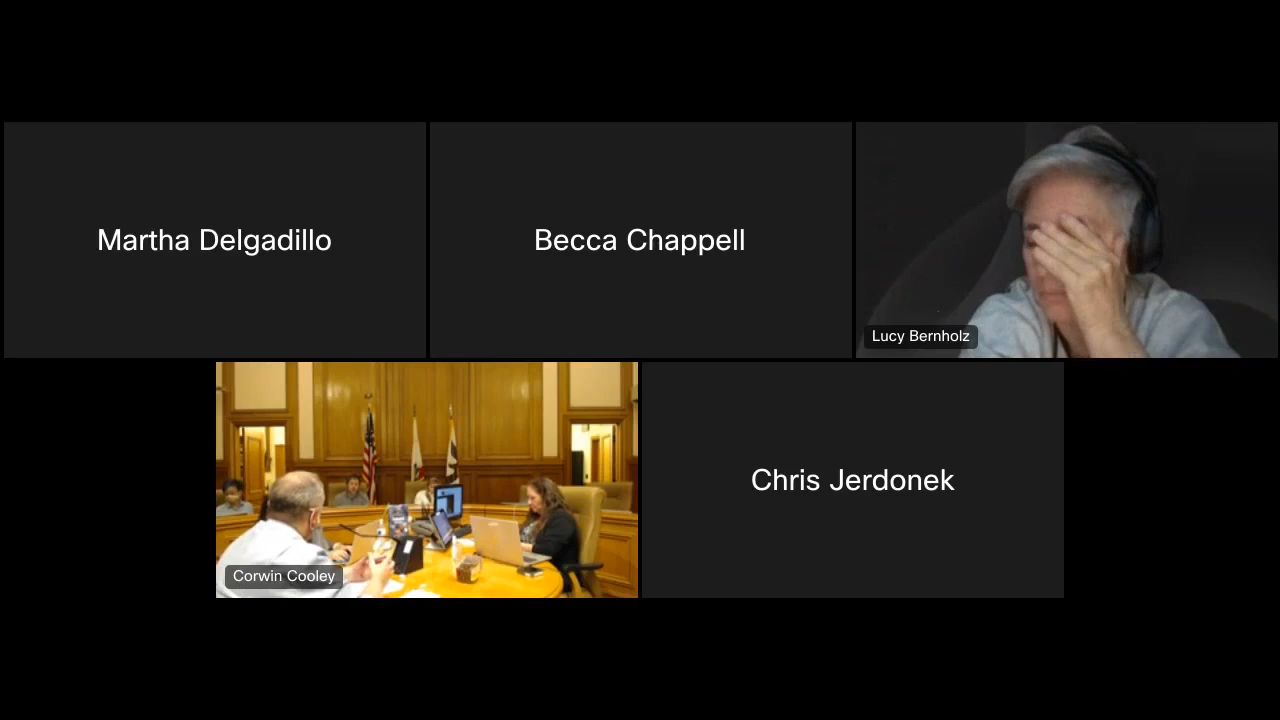 Martha Delgadillo
Becca Chappell
Lucy Bernholz
Corwin Cooley
Chris Jerdonek